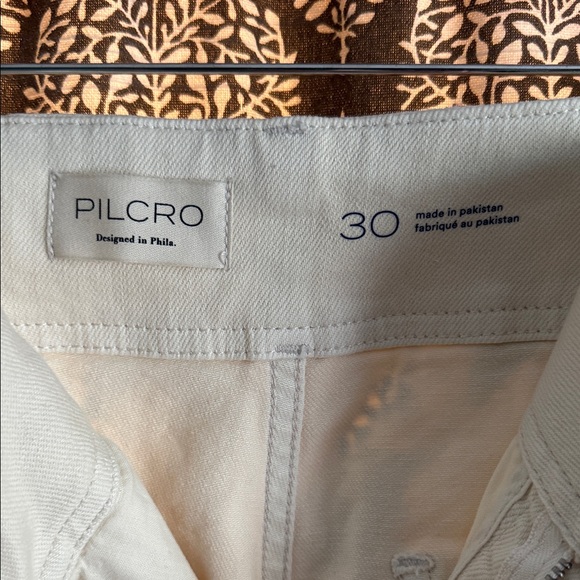 PILCRO
Designed in Phila.
30
made in pakistan
fabriqué au pakistan